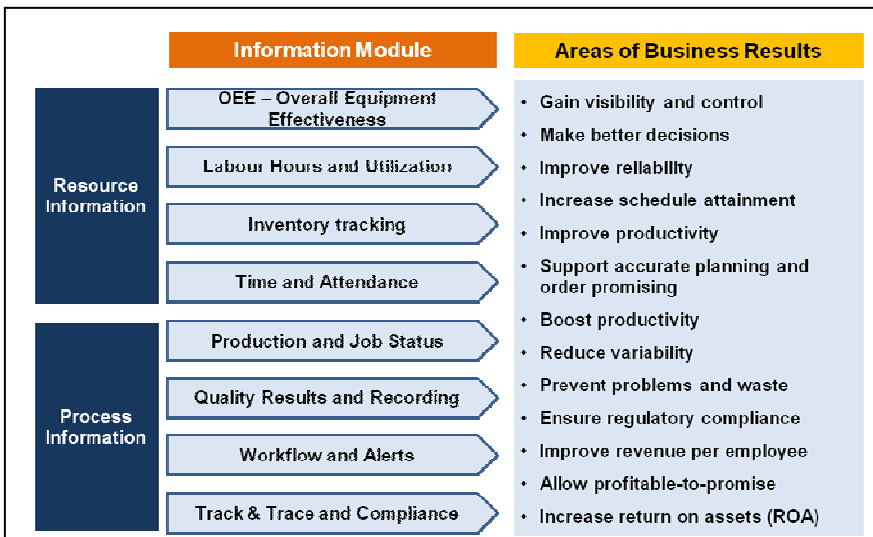 Information Module
Areas of Business Results
Resource
Information
OEE – Overall Equipment
Effectiveness
Labour Hours and Utilization
Inventory tracking
Time and Attendance
Process
Information
Production and Job Status
Quality Results and Recording
Workflow and Alerts
Track & Trace and Compliance
• Gain visibility and control
• Make better decisions
• Improve reliability
• Increase schedule attainment
• Improve productivity
• Support accurate planning and
order promising
• Boost productivity
• Reduce variability
• Prevent problems and waste
• Ensure regulatory compliance
• Improve revenue per employee
• Allow profitable-to-promise
• Increase return on assets (ROA)